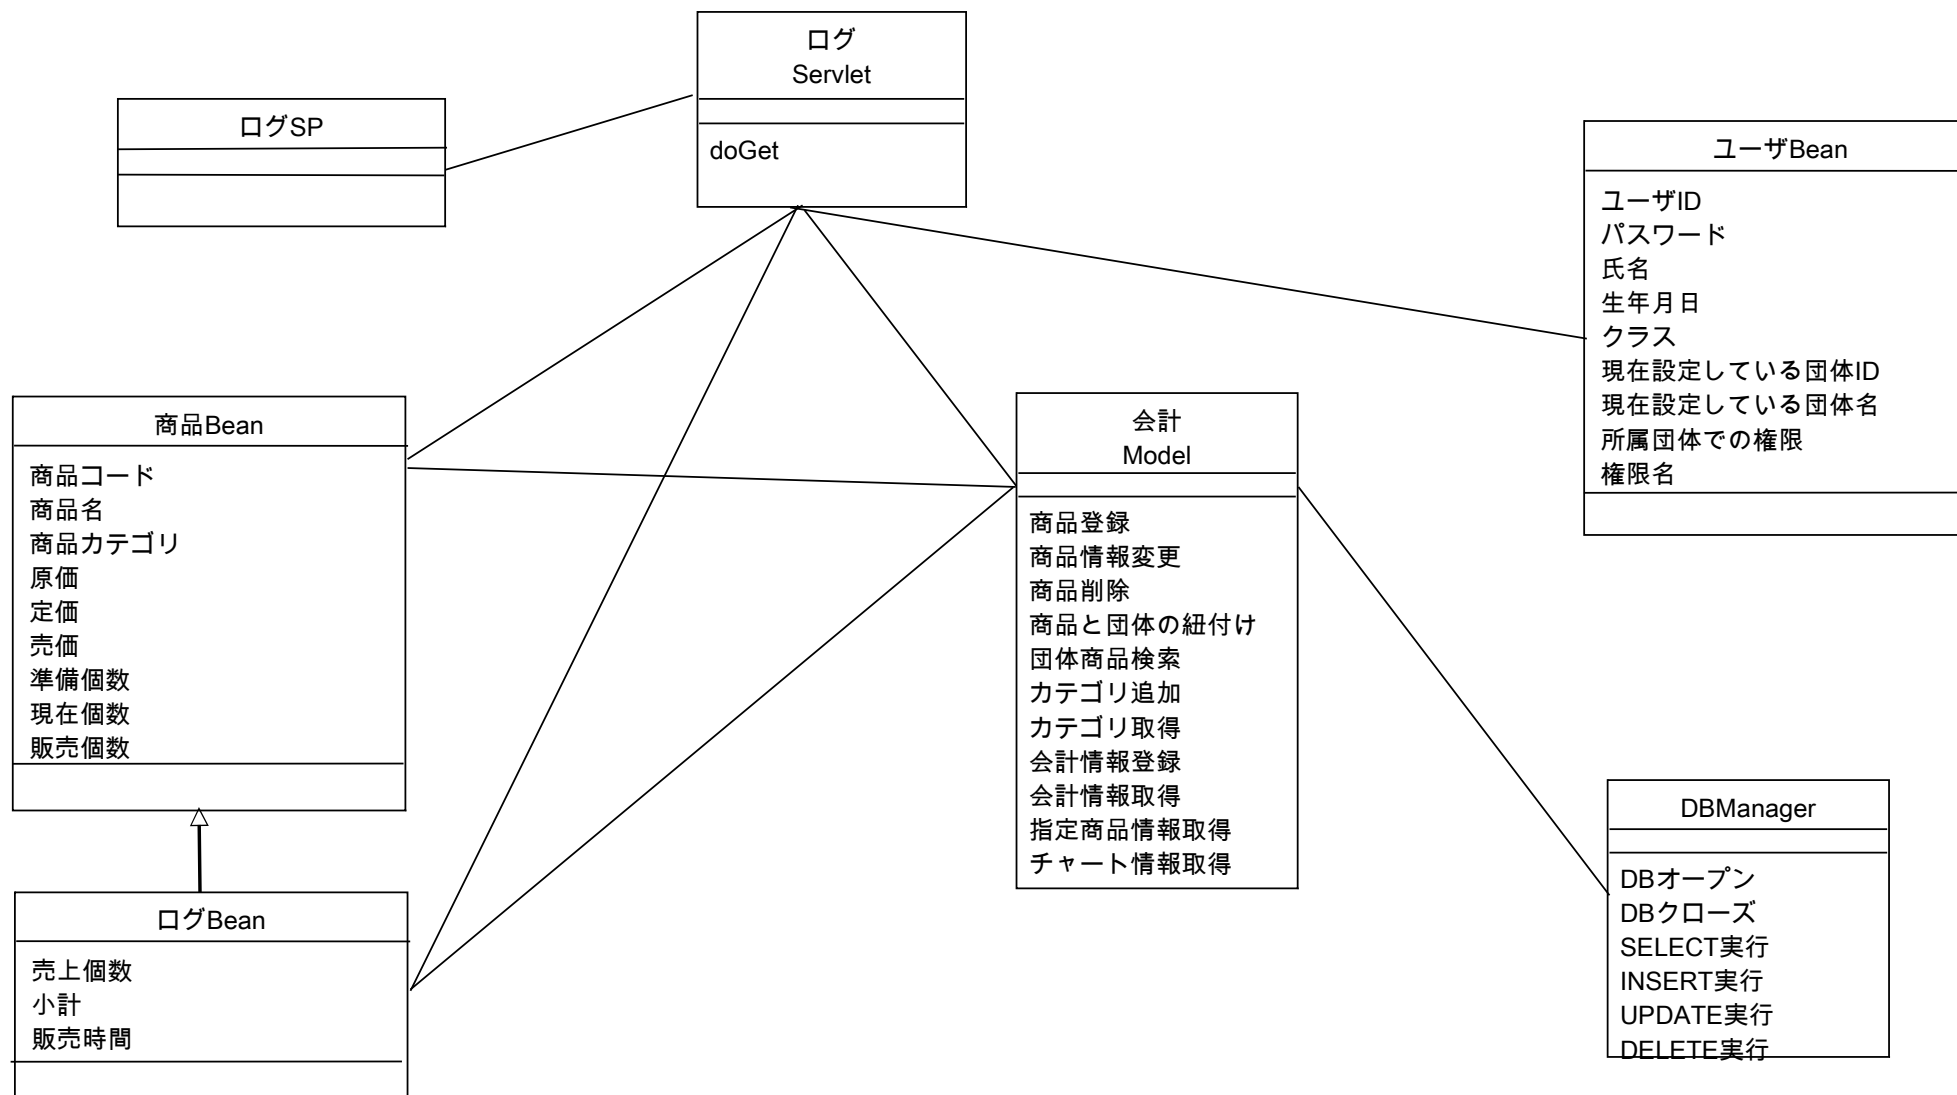 ログ
Servlet
doGet
ログSP
ユーザBean
ユーザID
パスワード
氏名
生年月日
クラス
現在設定している団体ID
現在設定している団体名
所属団体での権限
権限名
商品Bean
商品コード
商品名
商品カテゴリ
原価
定価
売価
準備個数
現在個数
販売個数
会計
Model
商品登録
商品情報変更
商品削除
商品と団体の紐付け
団体商品検索
カテゴリ追加
カテゴリ取得
会計情報登録
会計情報取得
指定商品情報取得
チャート情報取得
DBManager
DBオープン
DBクローズ
SELECT実行
INSERT実行
UPDATE実行
DELETE実行
ログBean
売上個数
小計
販売時間